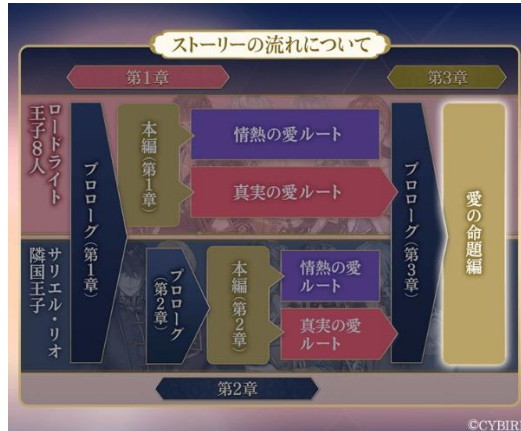 ストーリーの流れについて
第1章
第3章
ロードライト
王子8人
プロローグ(第1章)
本編(第1章)
情熱の愛ルート
真実の愛ルート
サリエル・リオ
隣国王子
プロローグ
(第2章)
本編(第2章)
情熱の愛
ルート
真実の愛
ルート
プロローグ(第3章)
愛の命題編
第2章
©CYBIR